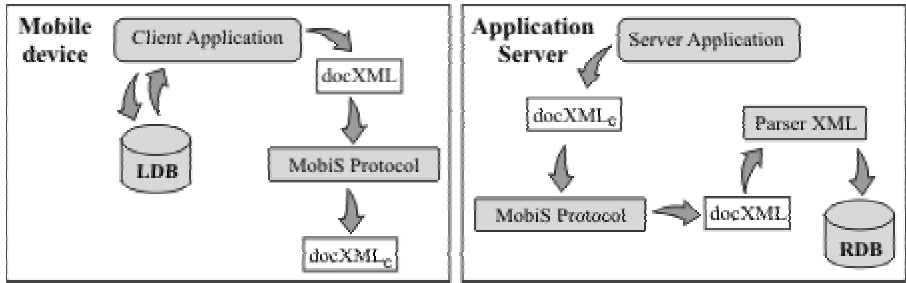 Mobile
device
Client Application
docXML
LDB
MobiS Protocol
docXMLc
Application
Server
Server Application
docXMLc
Parser XML
MobiS Protocol
docXML
RDB